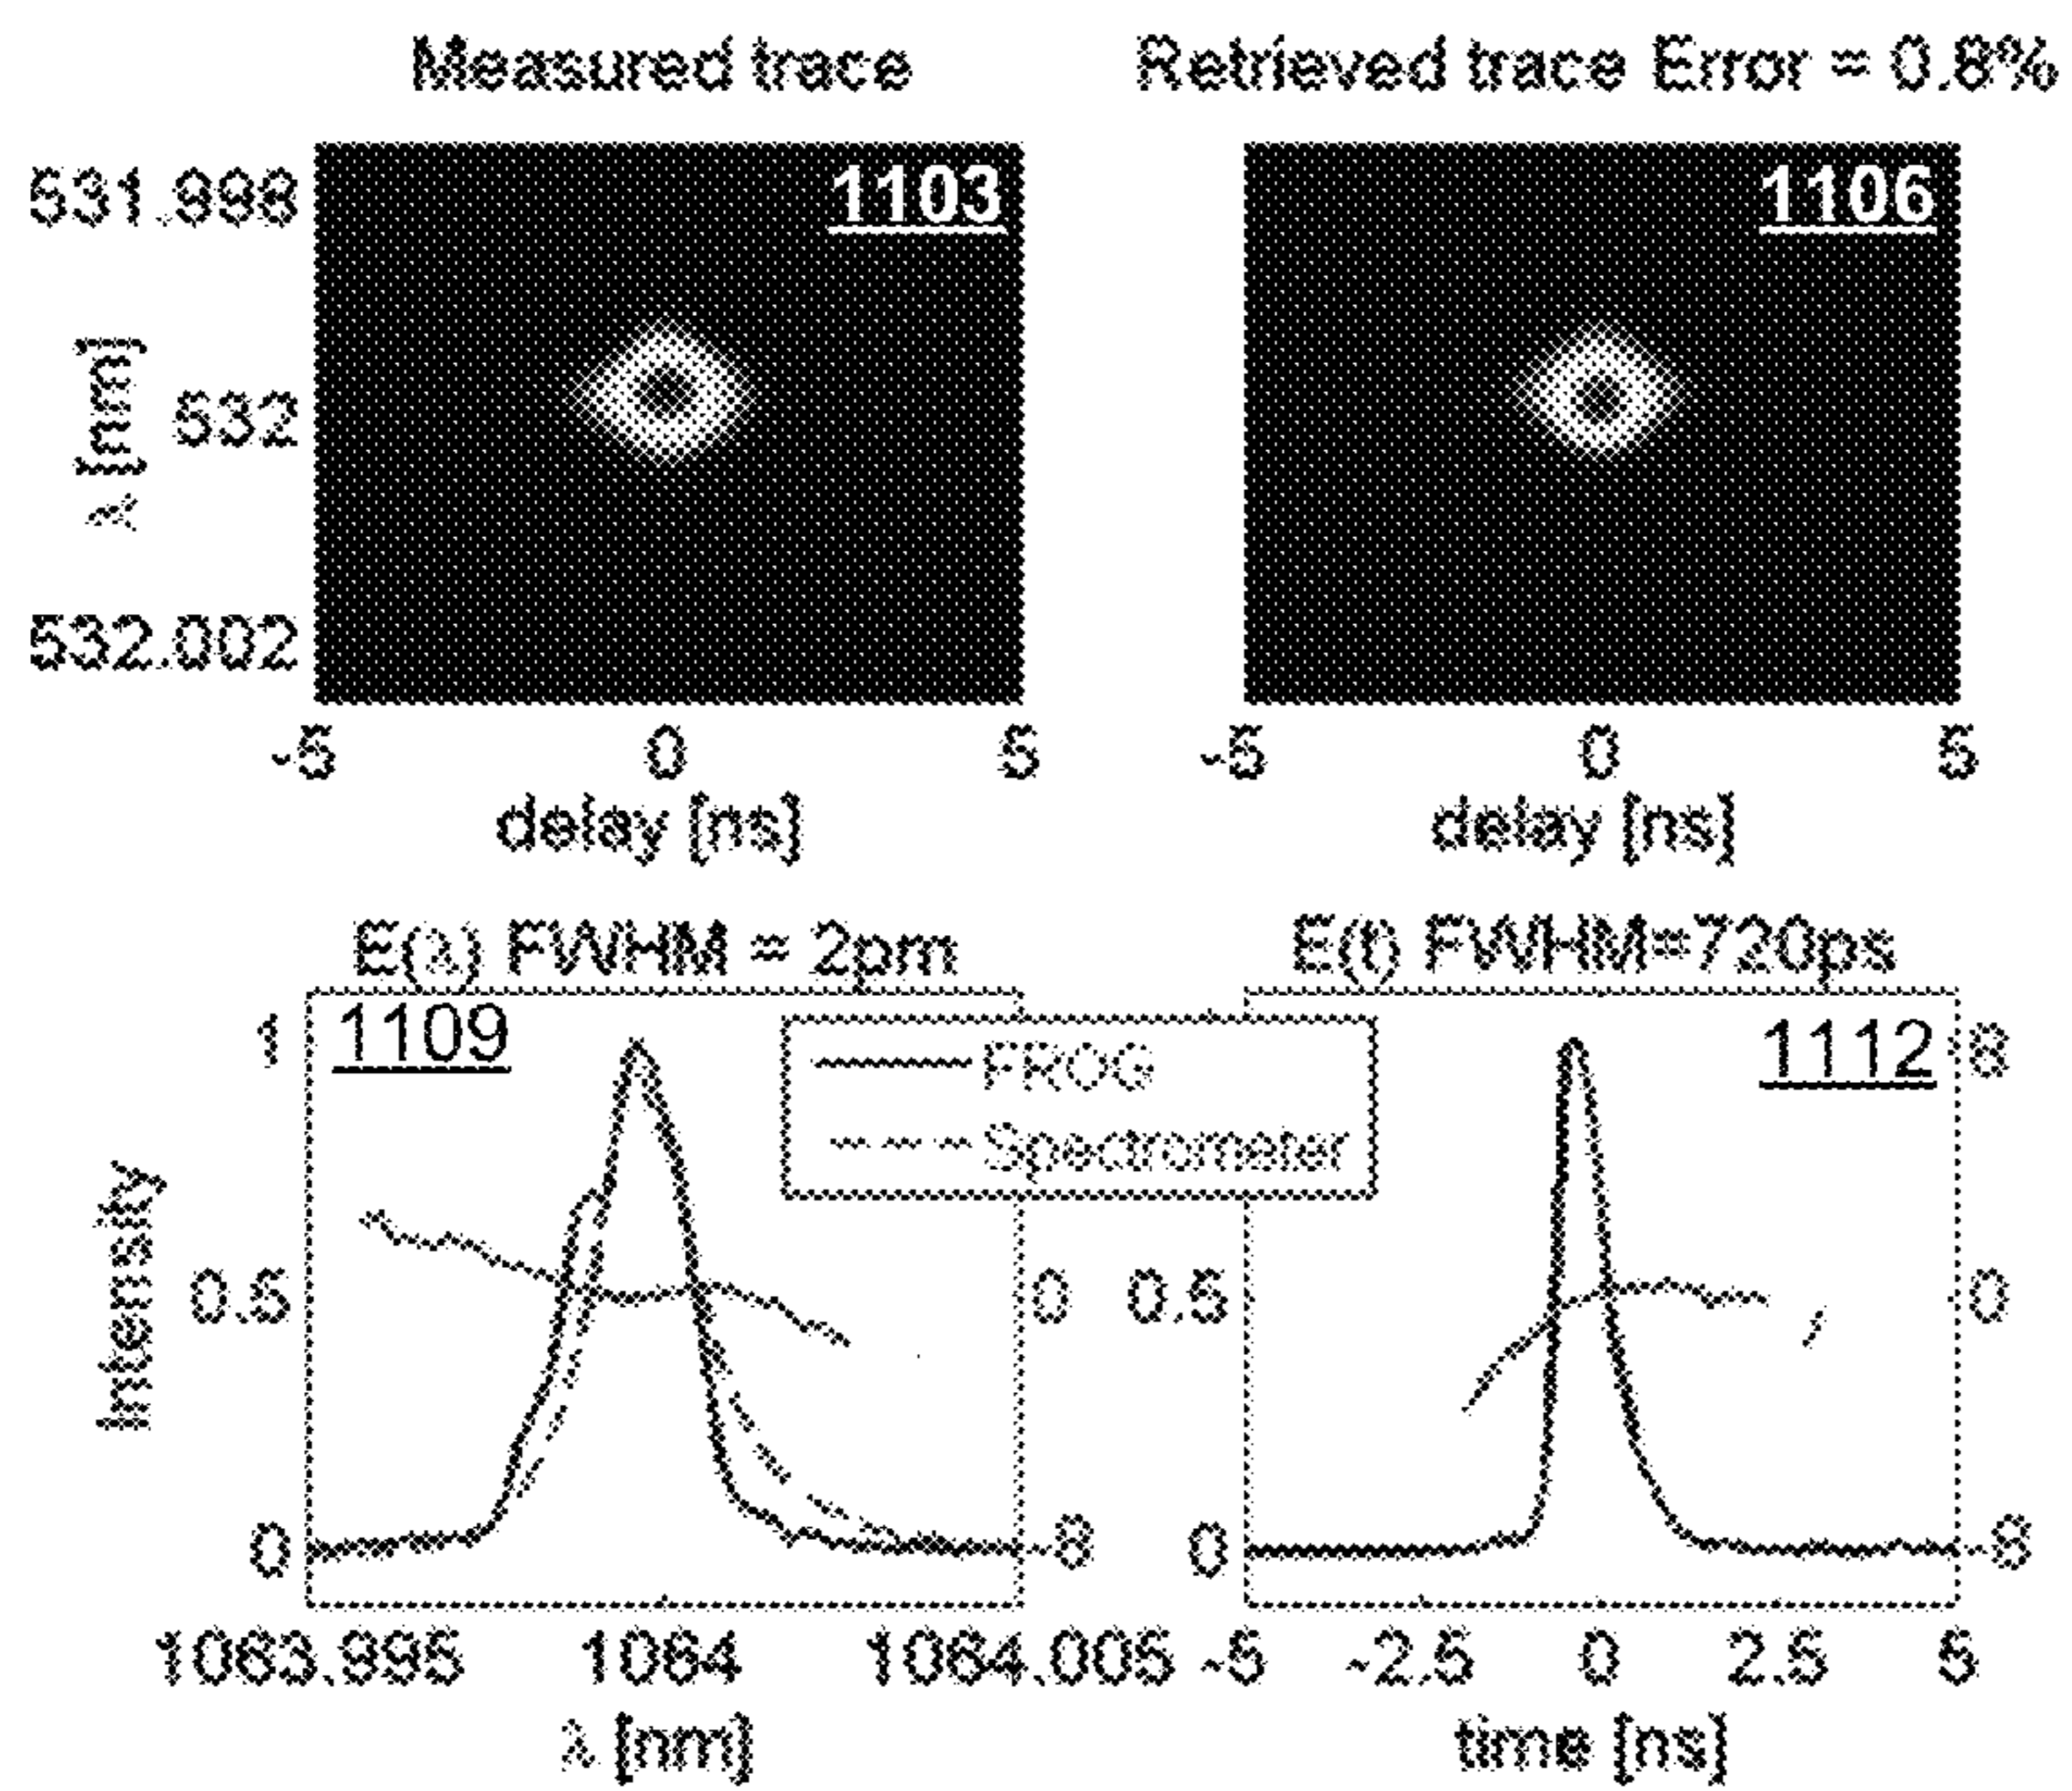 Measured trace
Retrieved trace Error = 0.8%
531.998
1103
1106
λ [nm]
532
532.002
-5 0 5
-5 0 5
delay [ns]
delay [ns]
E(λ) FWHM = 2pm
E(t) FWHM=720ps
1 1109
FROG
1112 8
Spectrometer
Intensity
0.5 0
0.5 0
0 -8
0 -8
1063.995 1064 1064.005
-5 -2.5 0 2.5 5
λ [nm]
time [ns]